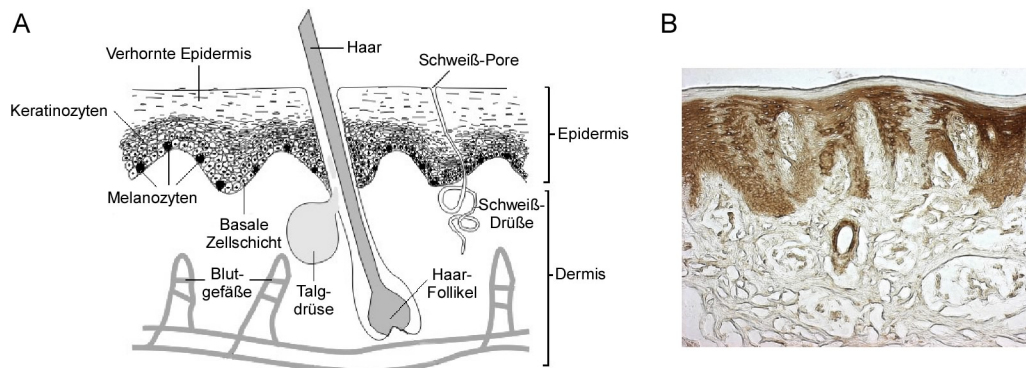 A
B
Haar
Verhornte Epidermis
Schweiß-Pore
Keratinozyten
Epidermis
Melanozyten
Basale
Zellschicht
Schweiß-
Drüße
Dermis
Blut-
gefäße
Talg-
drüse
Haar-
Follikel